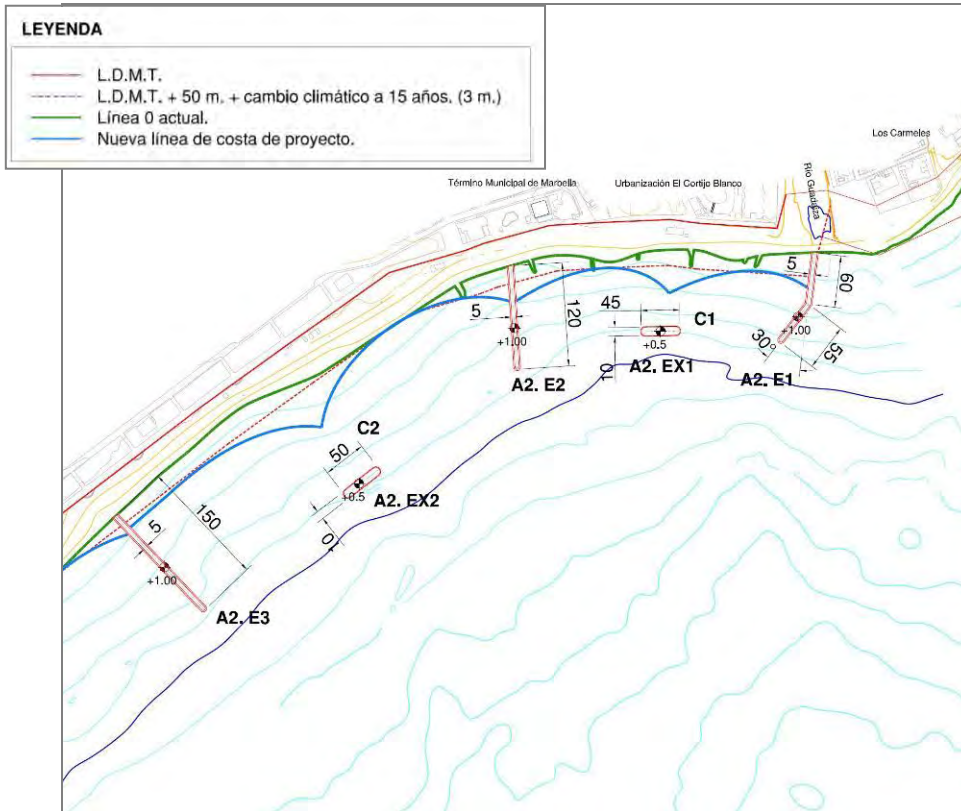 LEYENDA
L.D.M.T.
L.D.M.T. + 50 m. + cambio climático a 15 años. (3 m.)
Línea 0 actual.
Nueva línea de costa de proyecto.
Los Carmeles
Río Guadaiza
Término Municipal de Marbella
Urbanización El Cortijo Blanco
5
60
5
120
45
C1
+1.00
+0.5
+1.00
30°
55
10
A2. E2
A2. EX1
A2. E1
C2
50
+0.5
A2. EX2
10
150
5
+1.00
A2. E3